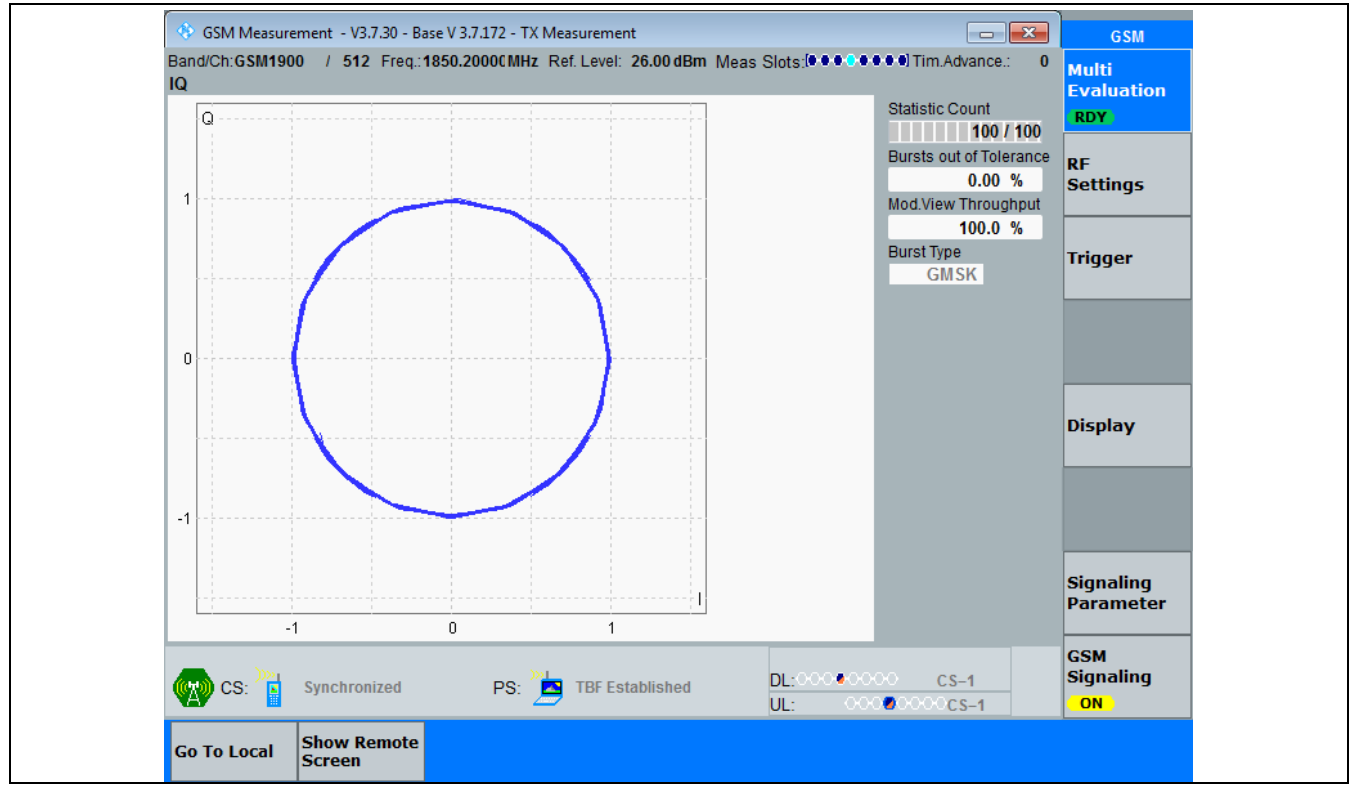 GSM Measurement - V3.7.30 - Base V 3.7.172 - TX Measurement
GSM
Band/Ch:GSM1900 / 512 Freq.:1850.20000MHz Ref. Level: 26.00 dBm Meas Slots: Tim.Advance.: 0
IQ
Multi
Evaluation
RDY
Q
1
0
-1
I
-1 0 1
Statistic Count
100 / 100
Bursts out of Tolerance
0.00 %
Mod.View Throughput
100.0 %
Burst Type
GMSK
RF
Settings
Trigger
Display
Signaling
Parameter
GSM
Signaling
ON
CS: Synchronized PS: TBF Established
DL: CS-1
UL: CS-1
Go To Local
Show Remote
Screen